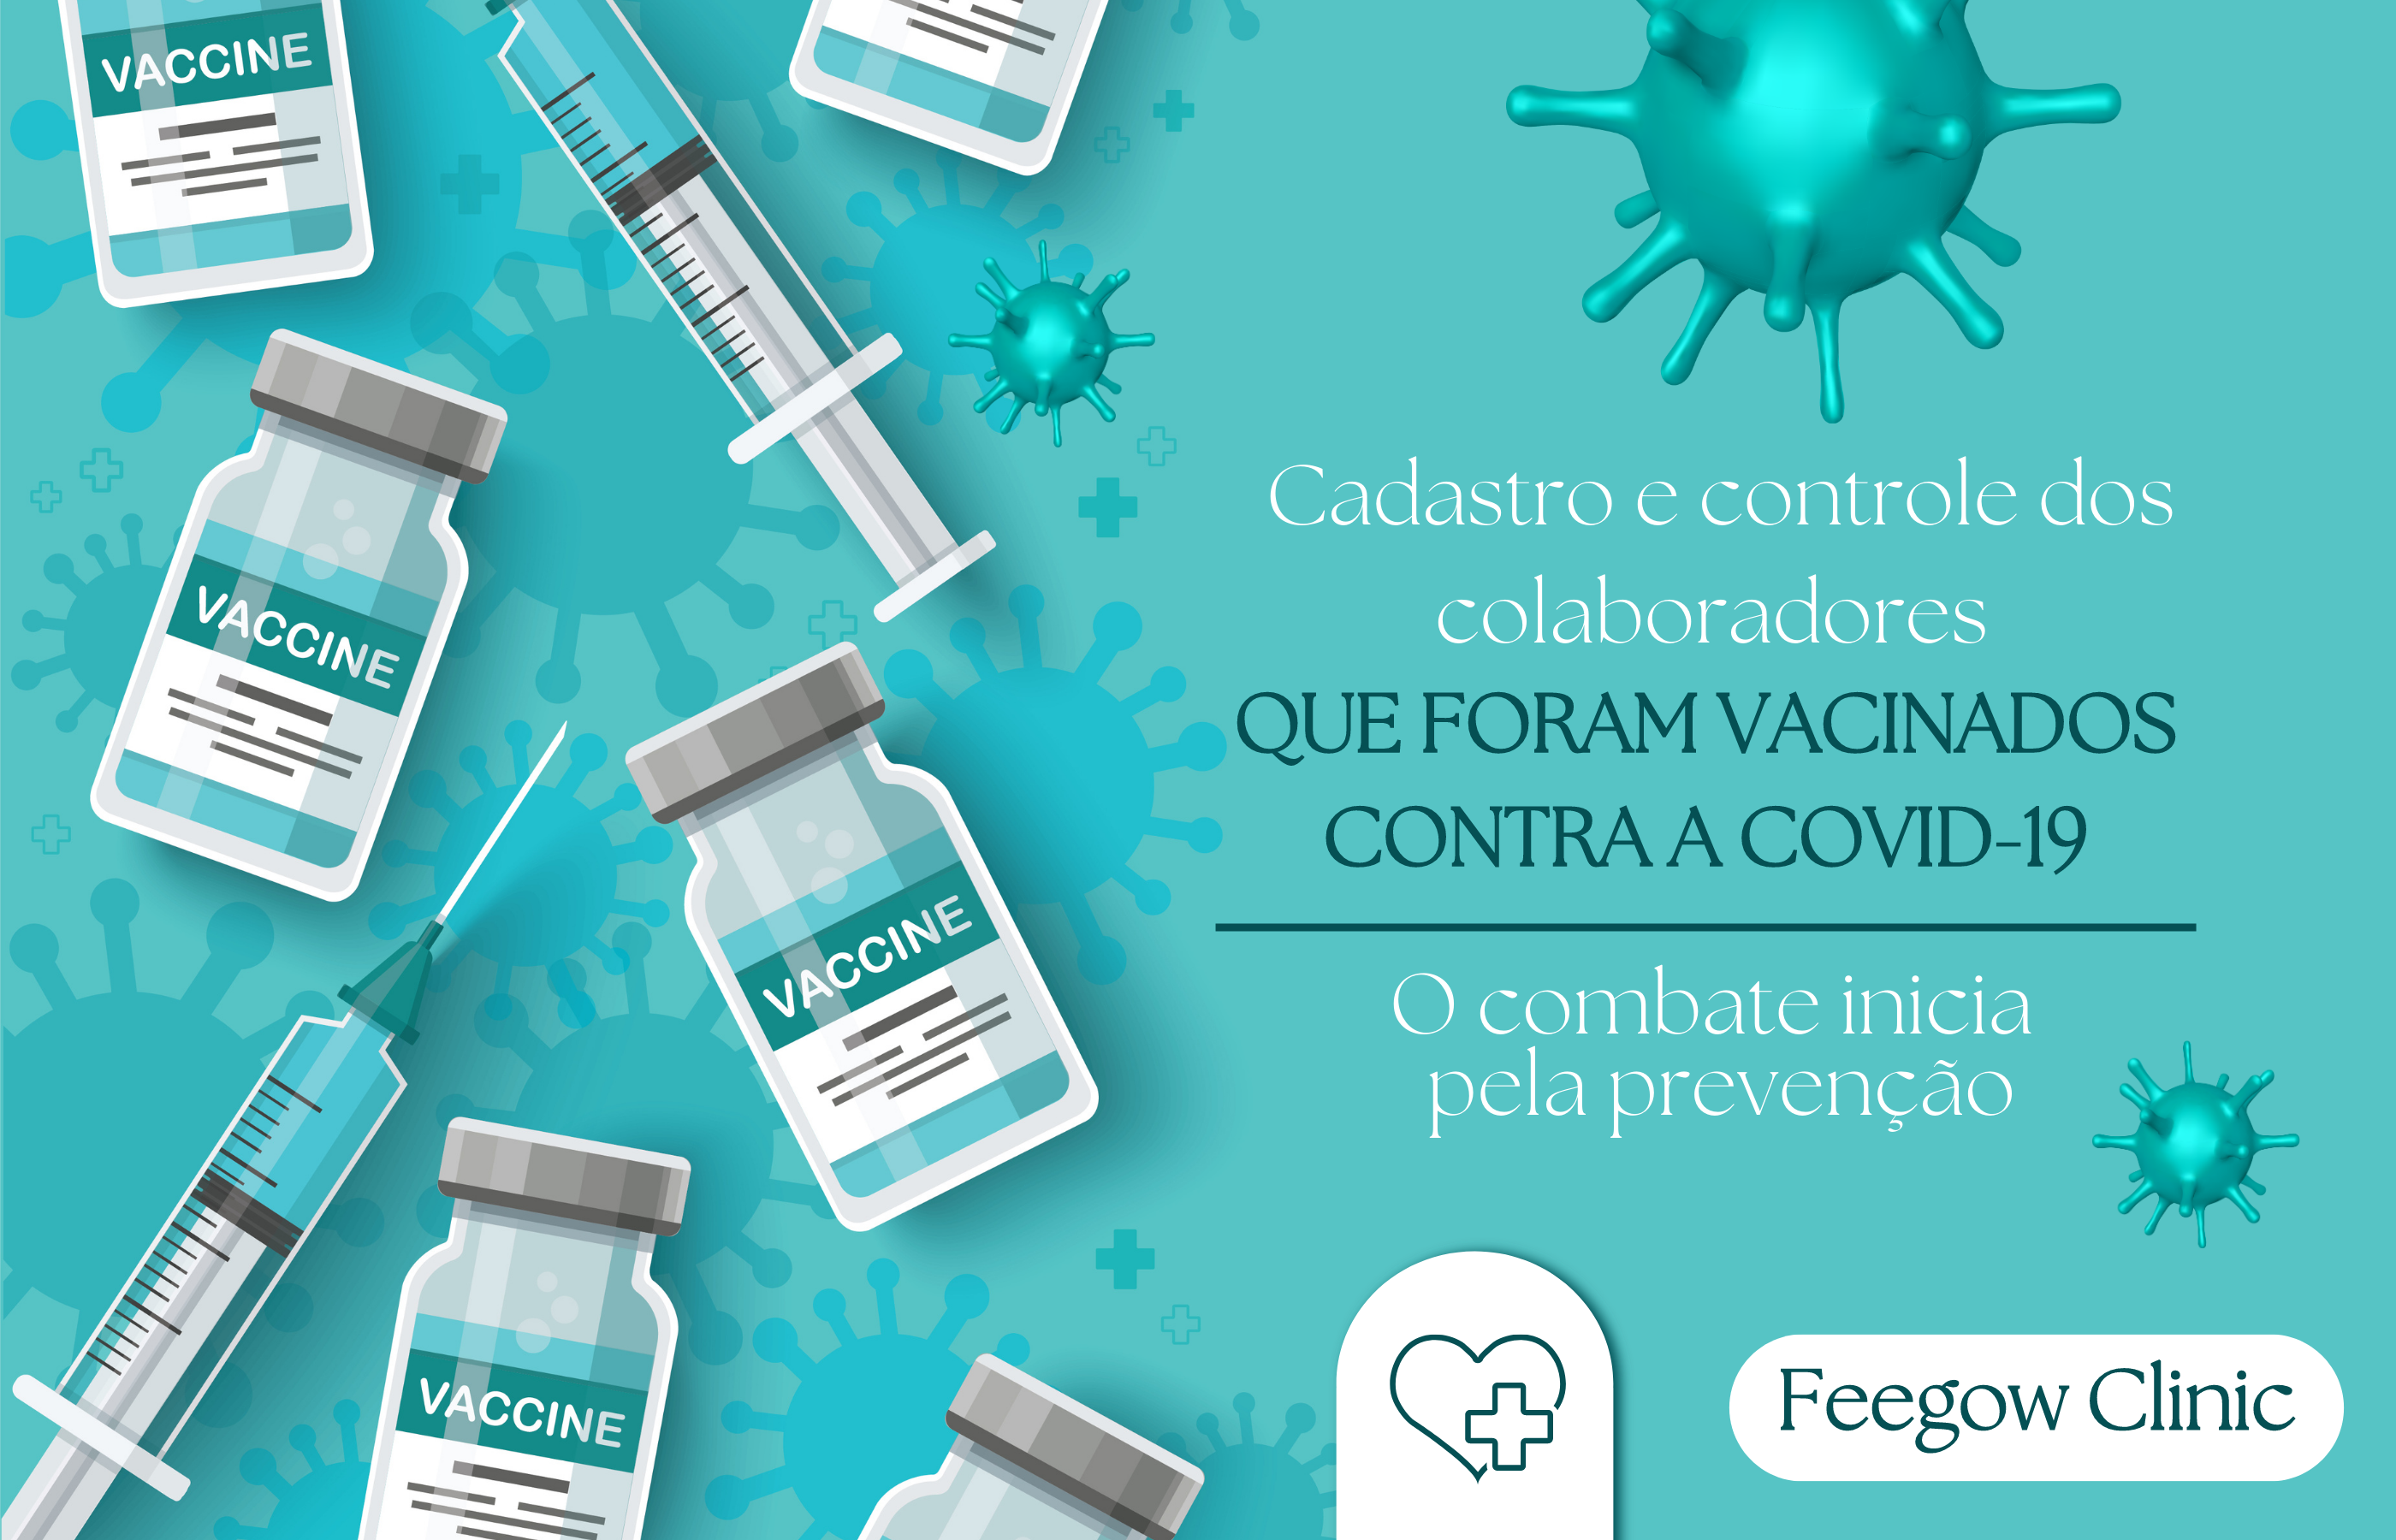 VACCINE
VACCINE
VACCINE
VACCINE
Cadastro e controle dos
colaboradores
QUE FORAM VACINADOS
CONTRA A COVID-19
O combate inicia
pela prevenção
Feegow Clinic